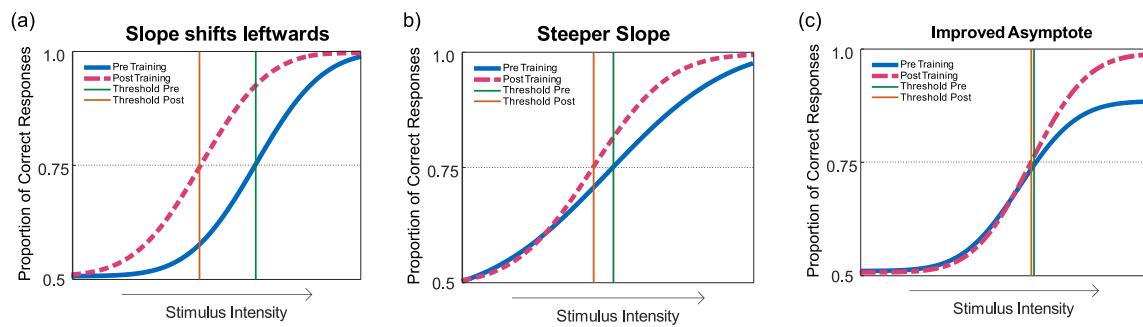 (a)
Slope shifts leftwards
1.0
Pre Training
Post Training
Threshold Pre
Threshold Post
0.75
0.5
Proportion of Correct Responses
Stimulus Intensity
b)
Steeper Slope
1.0
Pre Training
Post Training
Threshold Pre
Threshold Post
0.75
0.5
Proportion of Correct Responses
Stimulus Intensity
c)
Improved Asymptote
1.0
Pre Training
Post Training
Threshold Pre
Threshold Post
0.75
0.5
Proportion of Correct Responses
Stimulus Intensity